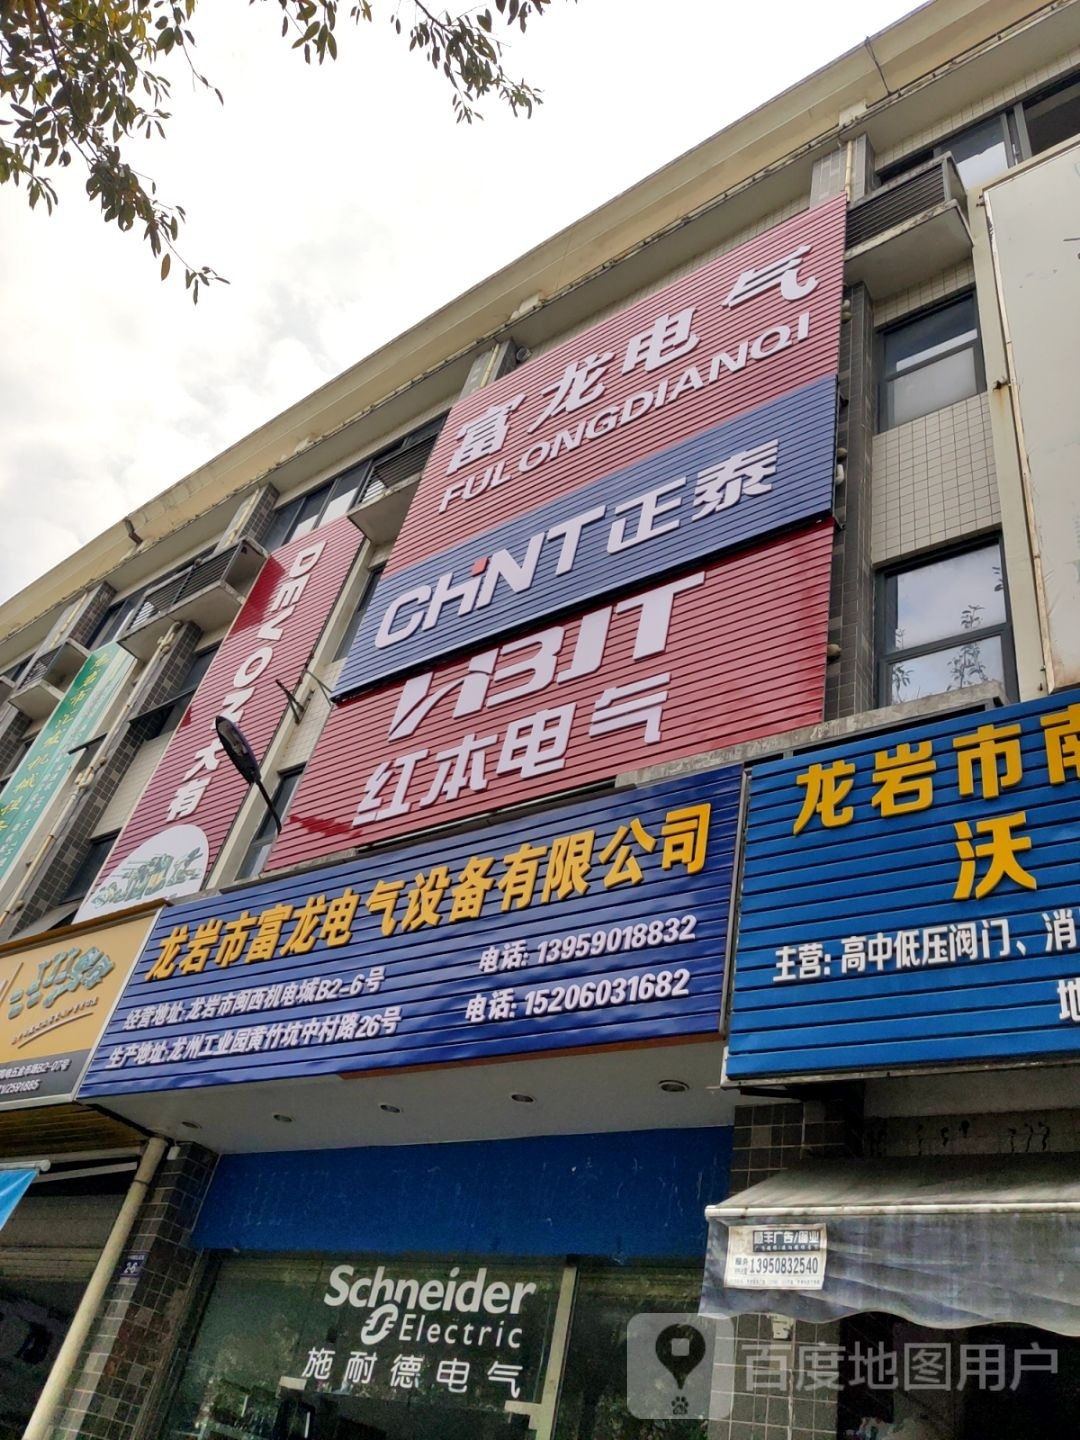 富龙电气
FULONGDIANQI
CHNT正泰
HBJT
红本电气
DEVON
大有
龙岩市富龙电气设备有限公司
经营地址:龙岩市闽西机电城B2-6号
电话: 13959018832
生产地址:龙州工业园黄竹坑中村路26号
电话: 15206031682
龙岩市南
沃
主营: 高中低压阀门、消
地
Schneider
Electric
施耐德电气
13950832540
百度地图用户